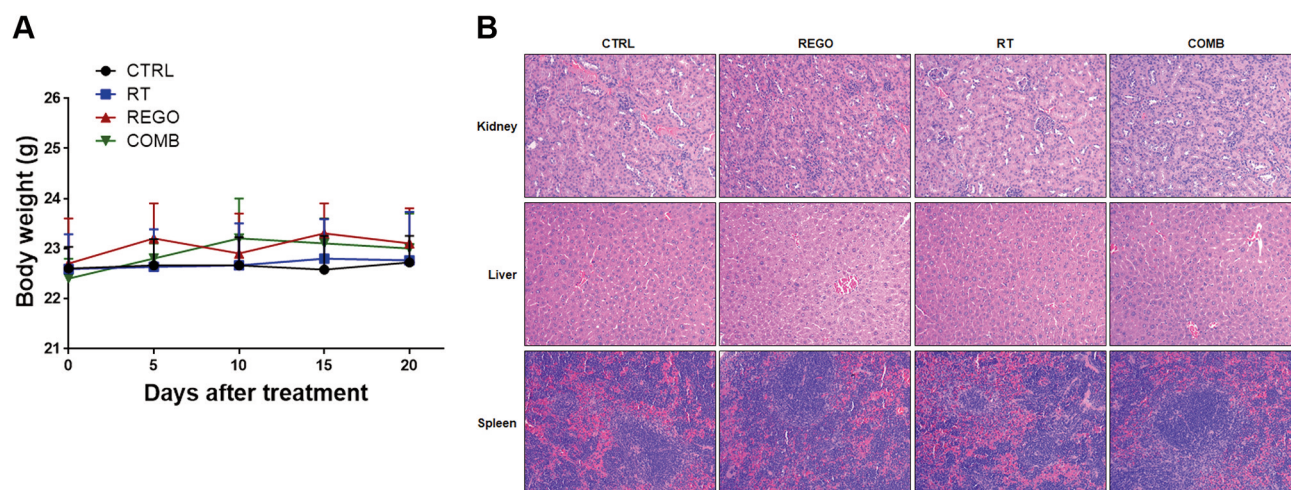 A
CTRL
RT
REGO
COMB
26
25
24
23
22
21
Body weight (g)
0 5 10 15 20
Days after treatment
B
CTRL REGO RT COMB
Kidney
Liver
Spleen